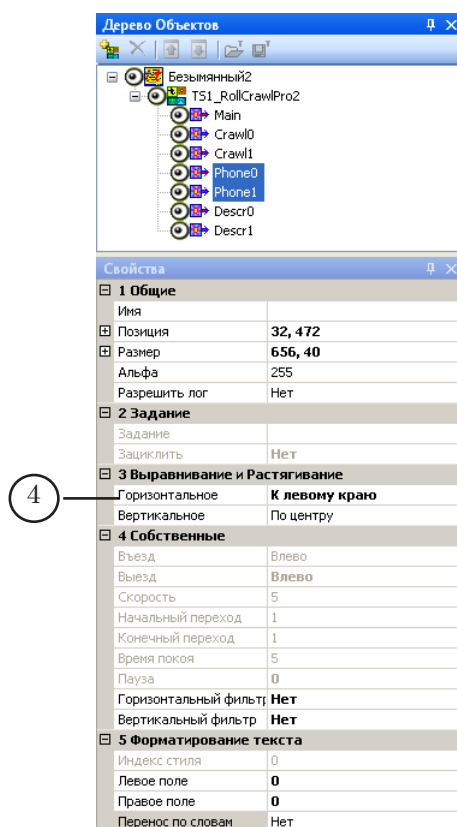 Дерево Объектов
Безымянный2
TS1_RollCrawlPro2
Main
Crawl0
Crawl1
Phone0
Phone1
Descr0
Descr1
Свойства
1 Общие
Имя
Позиция 32, 472
Размер 656, 40
Альфа 255
Разрешить лог Нет
2 Задание
Задание
Зациклить Нет
3 Выравнивание и Растягивание
4 Горизонтальное К левому краю
Вертикальное По центру
4 Собственные
Въезд Влево
Выезд Влево
Скорость 5
Начальный переход 1
Конечный переход 1
Время покоя 5
Пауза 0
Горизонтальный фильтр Нет
Вертикальный фильтр Нет
5 Форматирование текста
Индекс стиля 0
Левое поле 0
Правое поле 0
Перенос по словам Нет